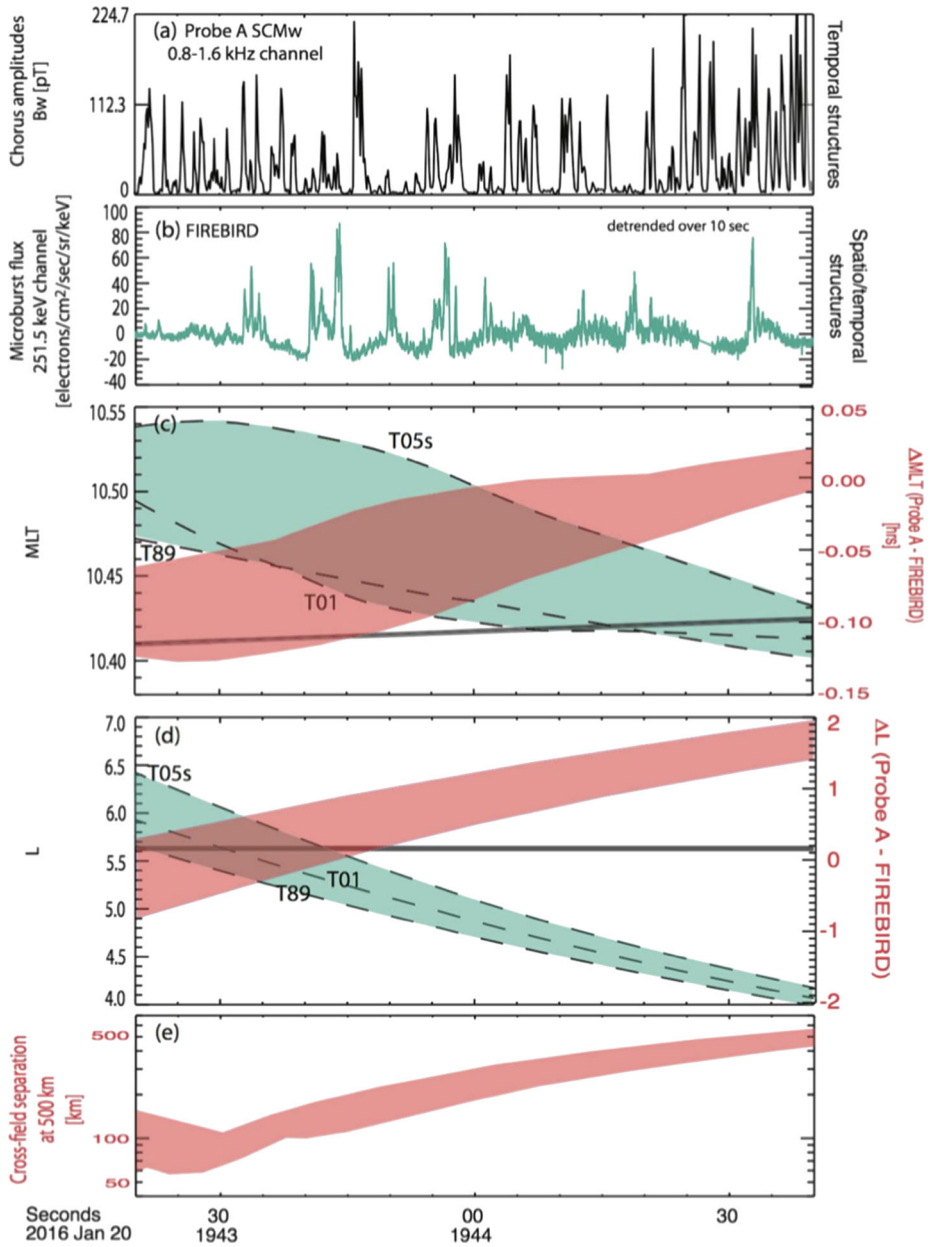 Chorus amplitudes
Bw [pT]
224.7
112.3
0
(a) Probe A SCMw
0.8-1.6 kHz channel
Temporal structures
Microburst flux
251.5 keV channel
[electrons/cm²/sec/sr/keV]
100
80
60
40
20
0
-20
-40
(b) FIREBIRD
detrended over 10 sec
Spatio/temporal
structures
MLT
10.55
10.50
10.45
10.40
(c)
T05s
T89
T01
0.05
0.00
-0.05
-0.10
-0.15
ΔMLT (Probe A - FIREBIRD)
[hrs]
L
7.0
6.5
6.0
5.5
5.0
4.5
4.0
(d)
T05s
T01
T89
2
1
0
-1
-2
ΔL (Probe A - FIREBIRD)
Cross-field separation
at 500 km
[km]
500
100
50
(e)
Seconds
2016 Jan 20
30
1943
00
1944
30